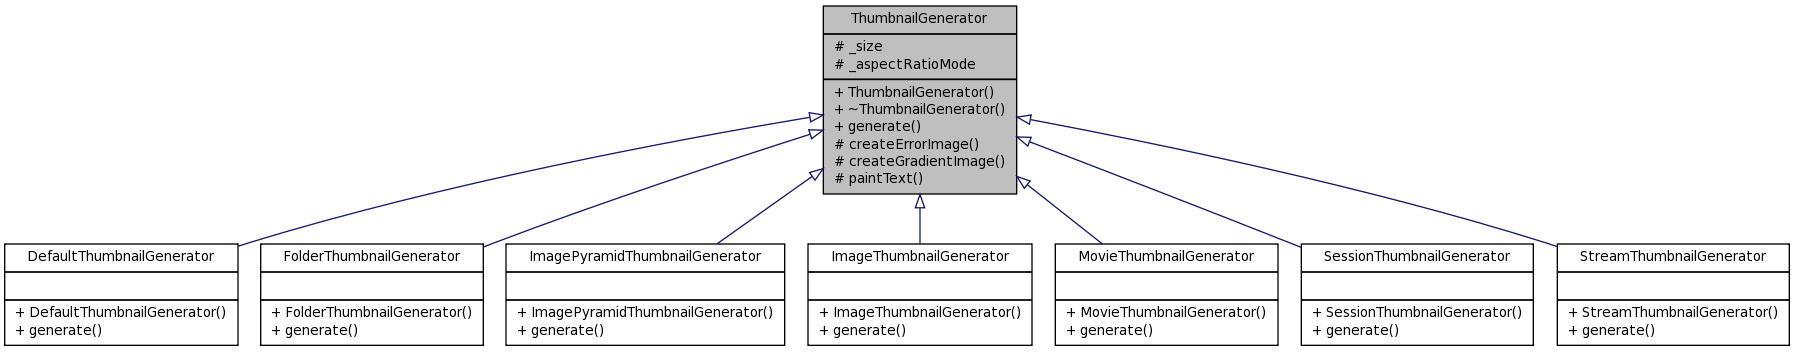 ThumbnailGenerator
# _size
# _aspectRatioMode
+ ThumbnailGenerator()
+ ~ThumbnailGenerator()
+ generate()
# createErrorImage()
# createGradientImage()
# paintText()
DefaultThumbnailGenerator
+ DefaultThumbnailGenerator()
+ generate()
FolderThumbnailGenerator
+ FolderThumbnailGenerator()
+ generate()
ImagePyramidThumbnailGenerator
+ ImagePyramidThumbnailGenerator()
+ generate()
ImageThumbnailGenerator
+ ImageThumbnailGenerator()
+ generate()
MovieThumbnailGenerator
+ MovieThumbnailGenerator()
+ generate()
SessionThumbnailGenerator
+ SessionThumbnailGenerator()
+ generate()
StreamThumbnailGenerator
+ StreamThumbnailGenerator()
+ generate()